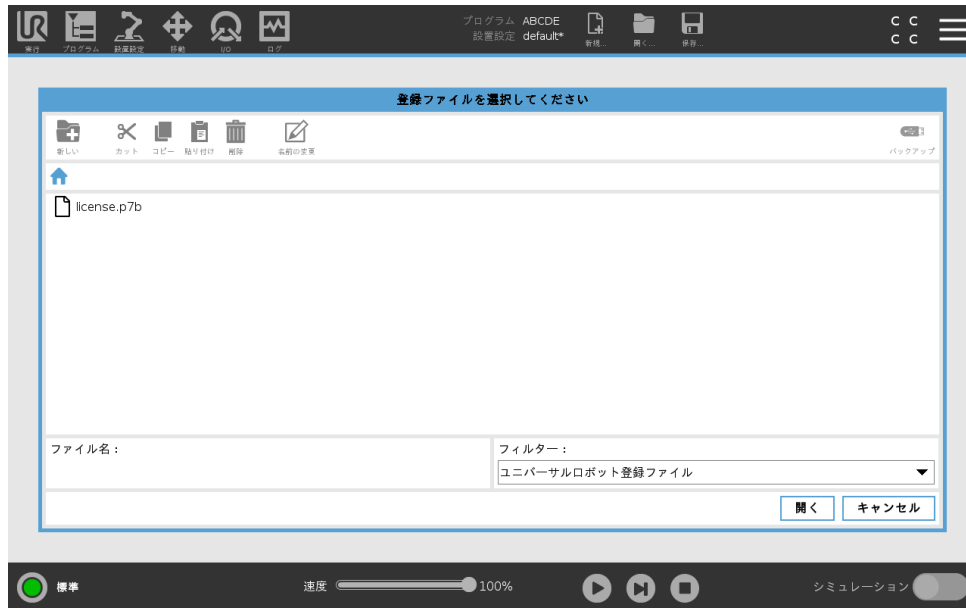 プログラム ABCDE
設置設定 default*
実行 プログラム 設置設定 移動 I/O ログ 新規... 開く... 保存...
C C
C C
登録ファイルを選択してください
新しい カット コピー 貼り付け 削除 名前の変更 バックアップ
license.p7b
ファイル名：
フィルター：
ユニバーサルロボット登録ファイル
開く キャンセル
標準 速度 100% シミュレーション